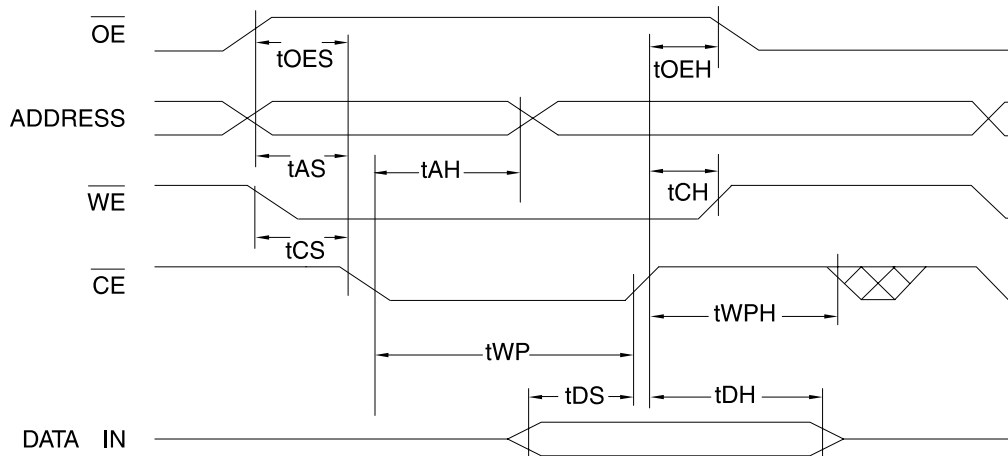 OE
tOES
tOEH
ADDRESS
tAS
tAH
tCH
WE
tCS
CE
tWPH
tWP
tDS
tDH
DATA IN